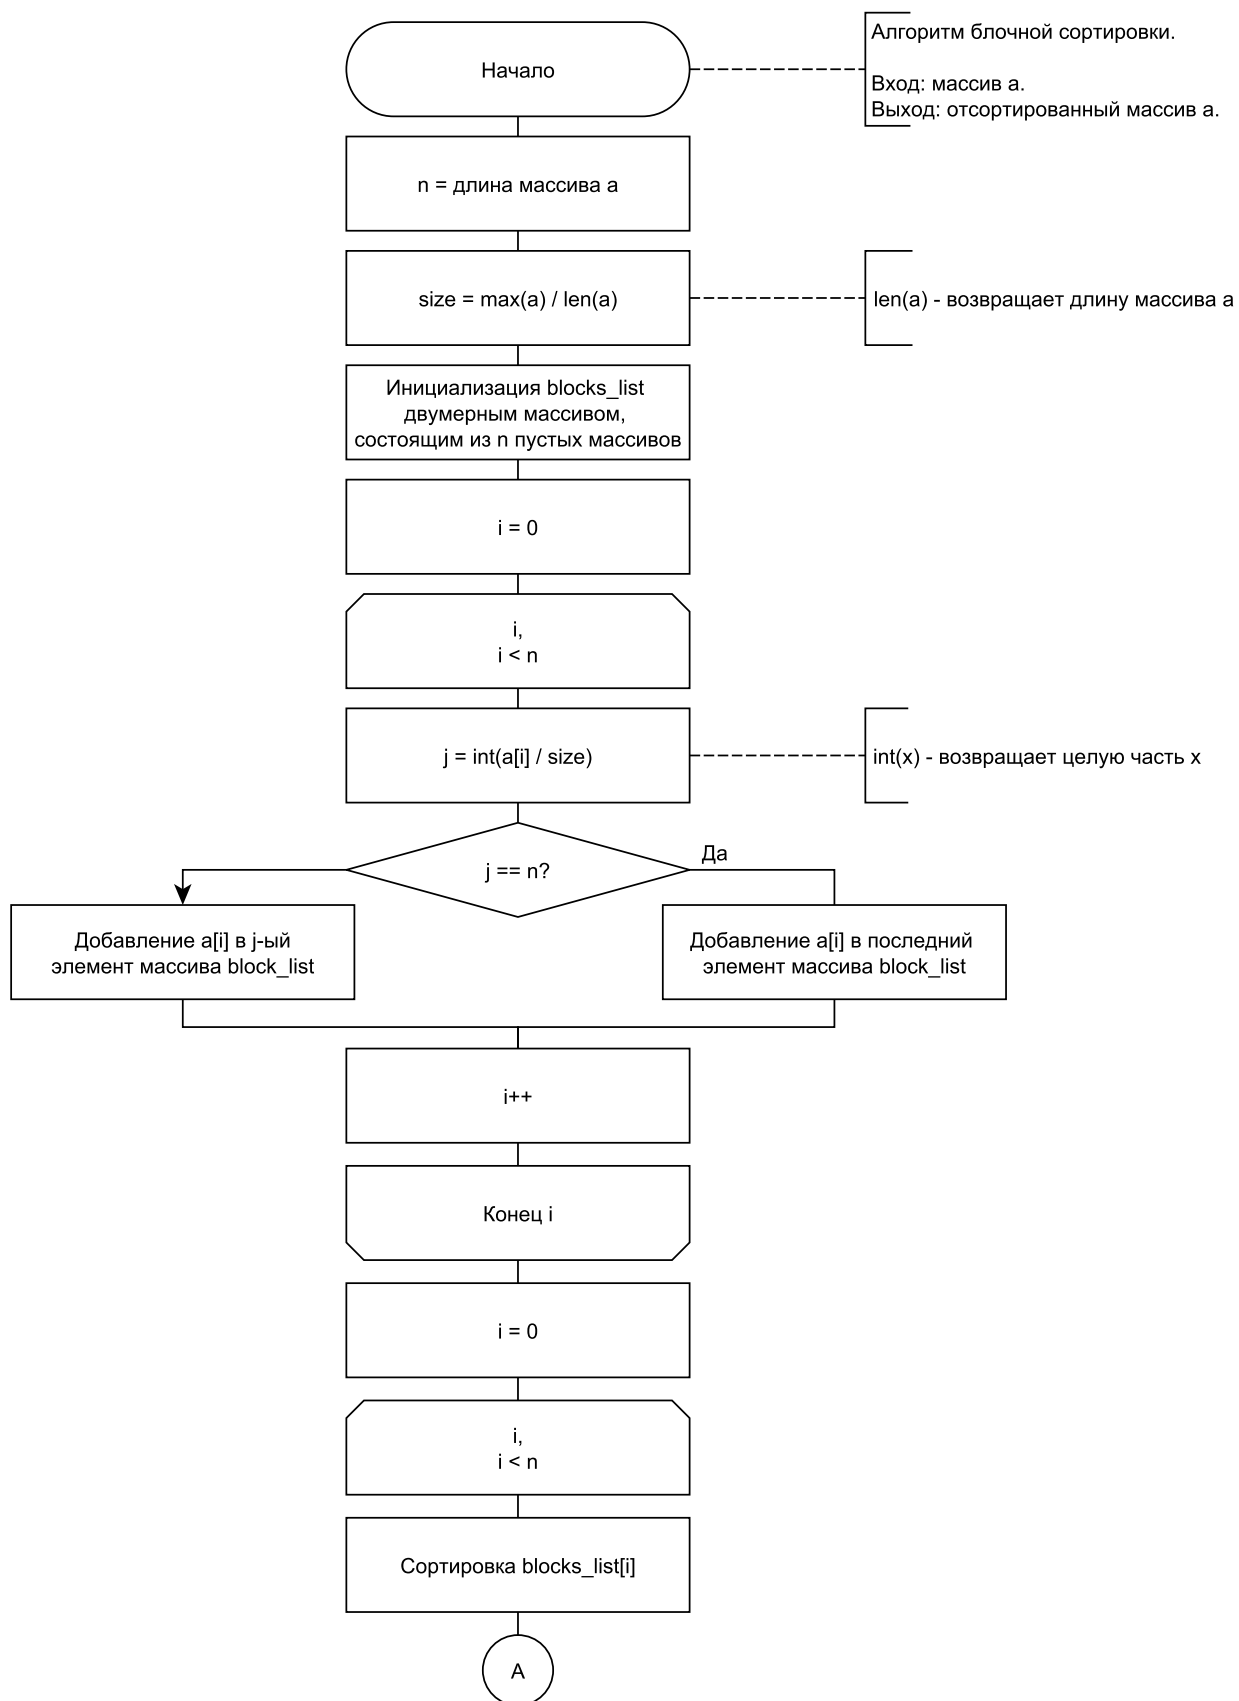 Начало
Алгоритм блочной сортировки.
Вход: массив a.
Выход: отсортированный массив a.
n = длина массива a
size = max(a) / len(a)
len(a) - возвращает длину массива a
Инициализация blocks_list
двумерным массивом,
состоящим из n пустых массивов
i = 0
i,
i < n
j = int(a[i] / size)
int(x) - возвращает целую часть x
j == n?
Да
Добавление a[i] в j-ый
элемент массива block_list
Добавление a[i] в последний
элемент массива block_list
i++
Конец i
i = 0
i,
i < n
Сортировка blocks_list[i]
A